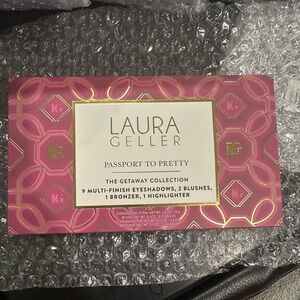 LAURA
GELLER
PASSPORT TO PRETTY
THE GETAWAY COLLECTION
9 MULTI-FINISH EYESHADOWS, 2 BLUSHES,
1 BRONZER, 1 HIGHLIGHTER